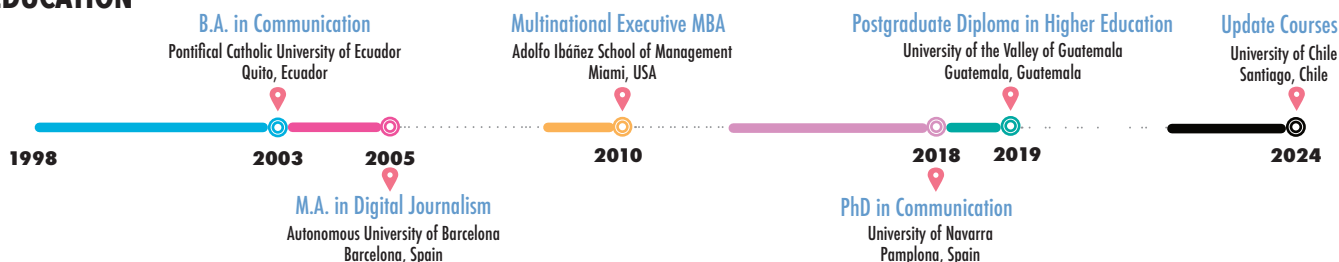 EDUCATION
B.A. in Communication
Pontifical Catholic University of Ecuador
Quito, Ecuador
Multinational Executive MBA
Adolfo Ibáñez School of Management
Miami, USA
Postgraduate Diploma in Higher Education
University of the Valley of Guatemala
Guatemala, Guatemala
Update Courses
University of Chile
Santiago, Chile
1998
2003
2005
2010
2018
2019
2024
M.A. in Digital Journalism
Autonomous University of Barcelona
Barcelona, Spain
PhD in Communication
University of Navarra
Pamplona, Spain